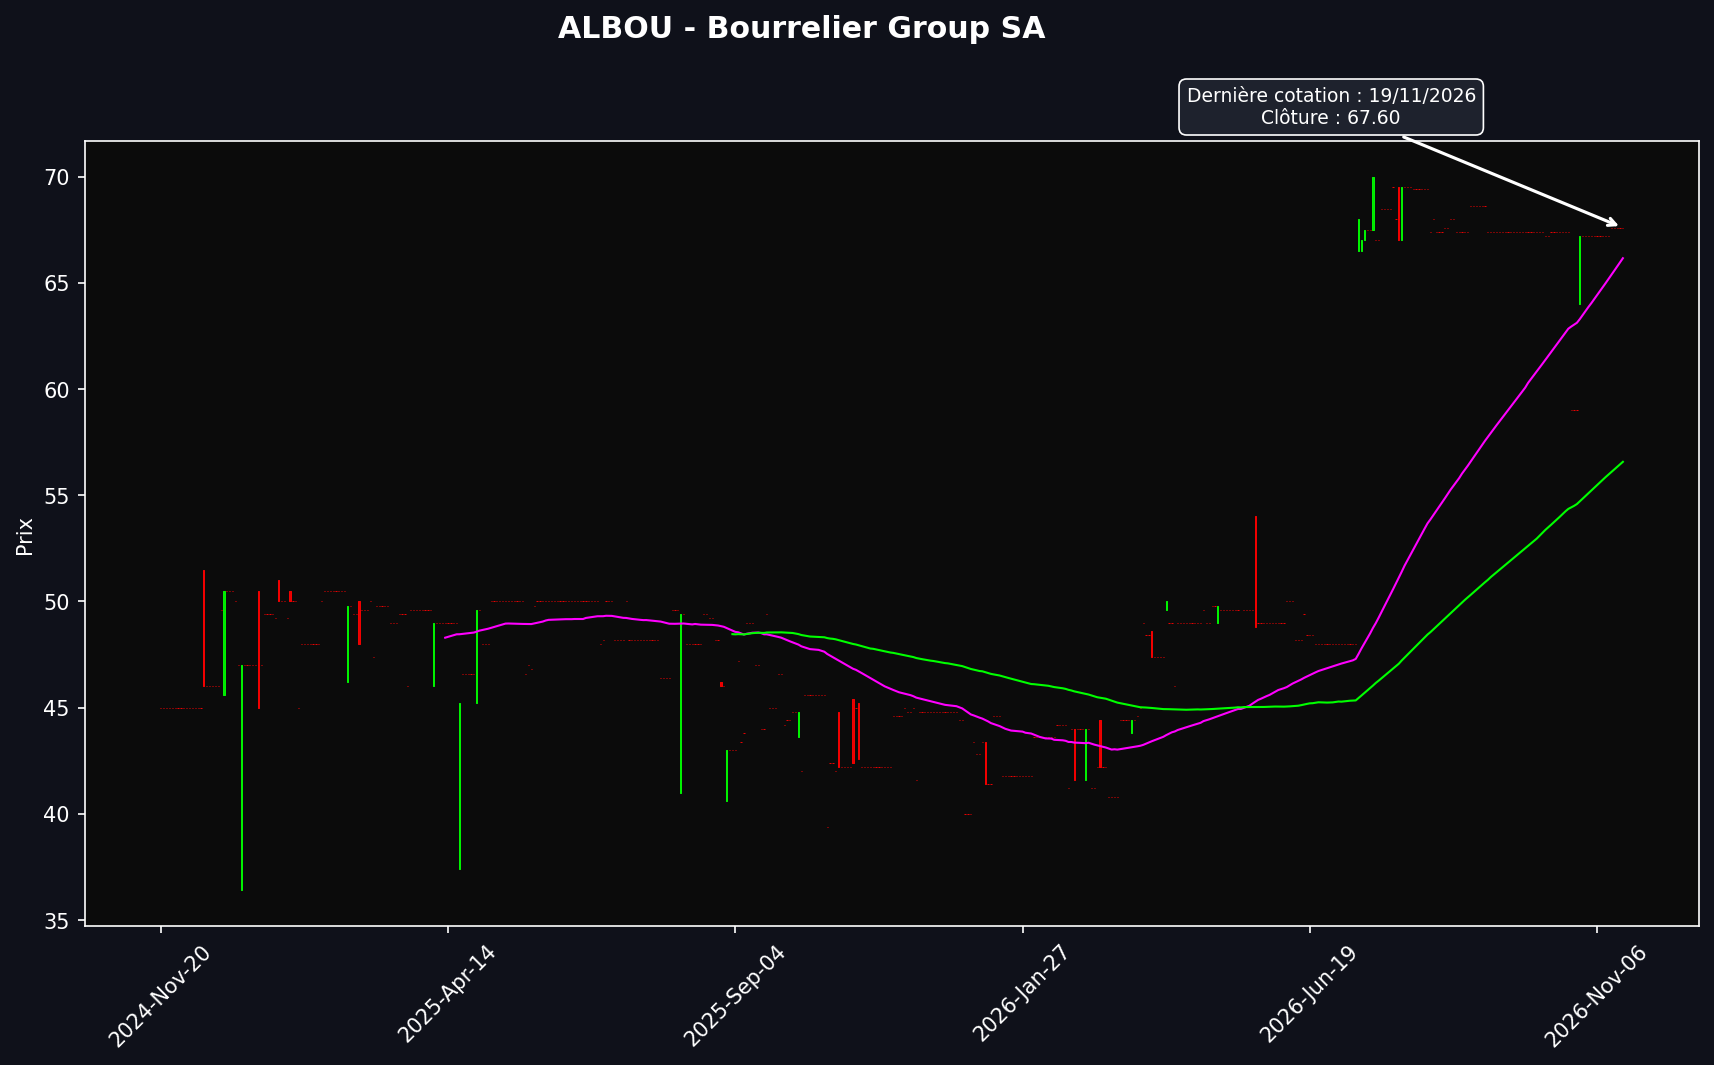 ALBOU - Bourrelier Group SA
Dernière cotation : 19/11/2026
Clôture : 67.60
70
65
60
55
50
45
40
35
Prix
2024-Nov-20
2025-Apr-14
2025-Sep-04
2026-Jan-27
2026-Jun-19
2026-Nov-06